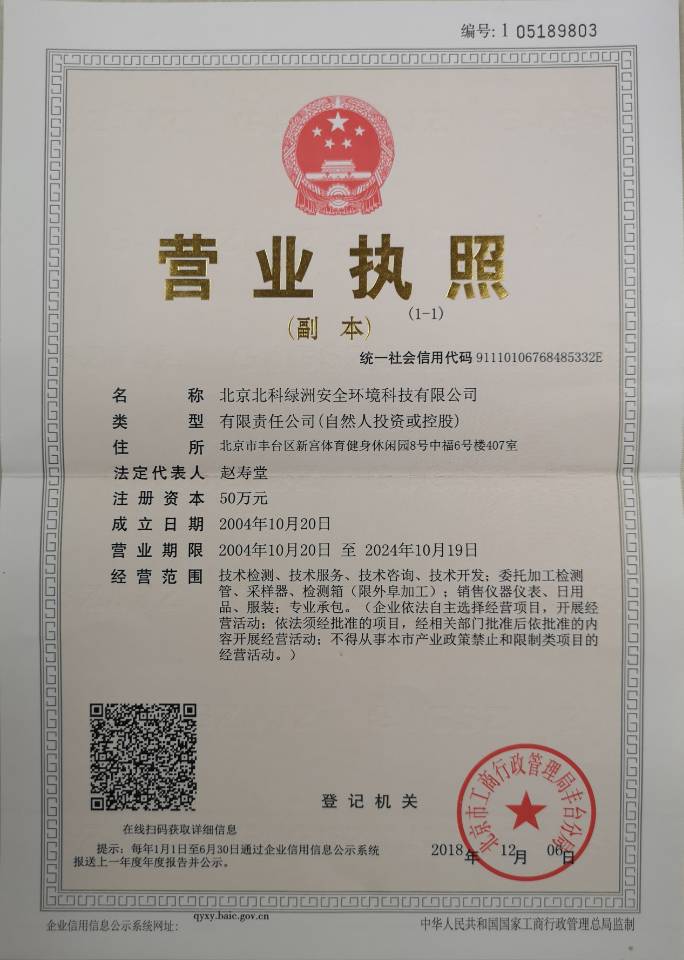 编号: 1 05189803
营业执照
(副 本)
(1-1)
统一社会信用代码 91110106768485332E
名 称 北京北科绿洲安全环境科技有限公司
类 型 有限责任公司(自然人投资或控股)
住 所 北京市丰台区新宫体育健身休闲园8号中福6号楼407室
法定代表人 赵寿堂
注册资本 50万元
成立日期 2004年10月20日
营业期限 2004年10月20日 至 2024年10月19日
经营范围 技术检测、技术服务、技术咨询、技术开发；委托加工检测
管、采样器、检测箱（限外阜加工）；销售仪器仪表、日用
品、服装；专业承包。（企业依法自主选择经营项目，开展经
营活动；依法须经批准的项目，经相关部门批准后依批准的内
容开展经营活动；不得从事本市产业政策禁止和限制类项目的
经营活动。）
在线扫码获取详细信息
登记机关
北京市工商行政管理局丰台分局
提示：每年1月1日至6月30日通过企业信用信息公示系统
报送上一年度年度报告并公示。
2018年 12月 06日
企业信用信息公示系统网址： qyxy.baic.gov.cn
中华人民共和国国家工商行政管理总局监制